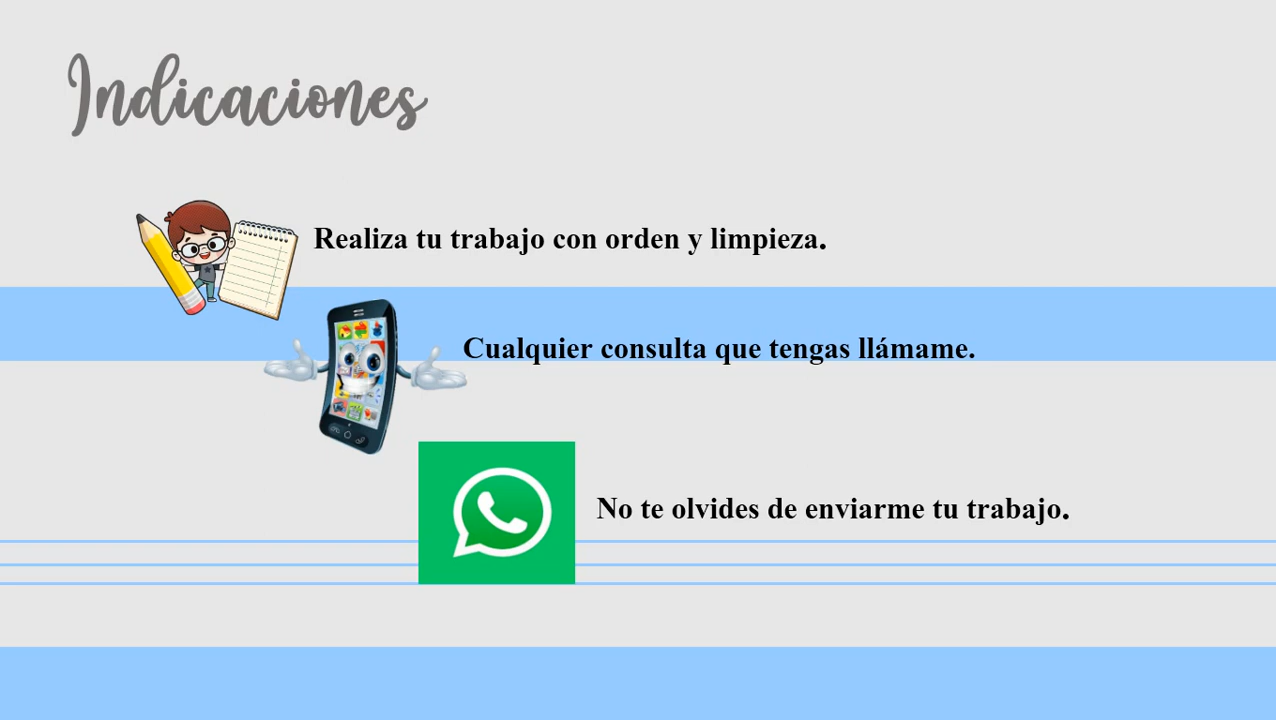 Indicaciones
Realiza tu trabajo con orden y limpieza.
Cualquier consulta que tengas llámame.
No te olvides de enviarme tu trabajo.